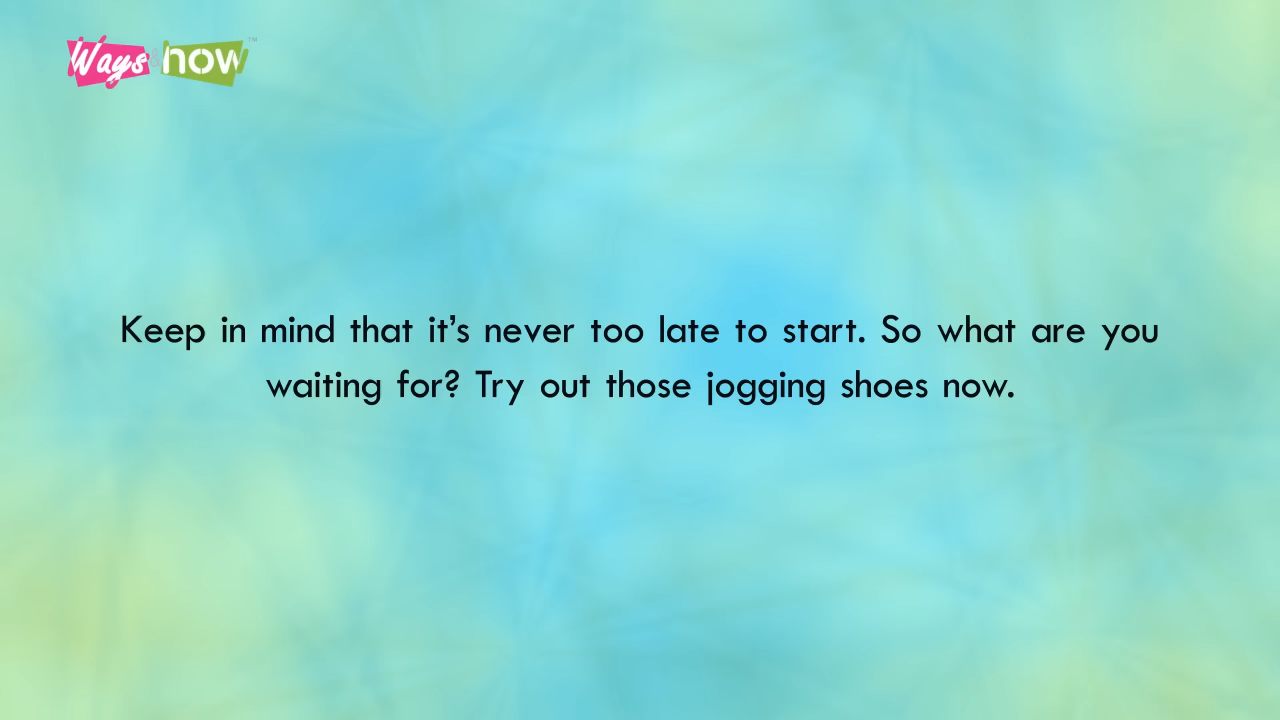 Ways&how™
Keep in mind that it’s never too late to start. So what are you
waiting for? Try out those jogging shoes now.